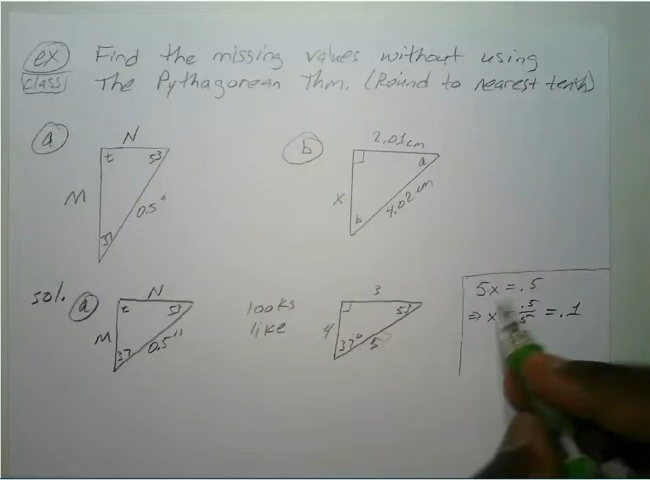 ex Find the missing values without using
class The Pythagorean Thm. (Round to nearest tenth)
a
N
t 53
M
0.5"
37
b
2.01cm
a
x
4.02 cm
b
sol. a
N
t 53
M
0.5"
37
looks
like
3
53
4
37° 5
5·x = .5
⇒ x = .5/5 = .1